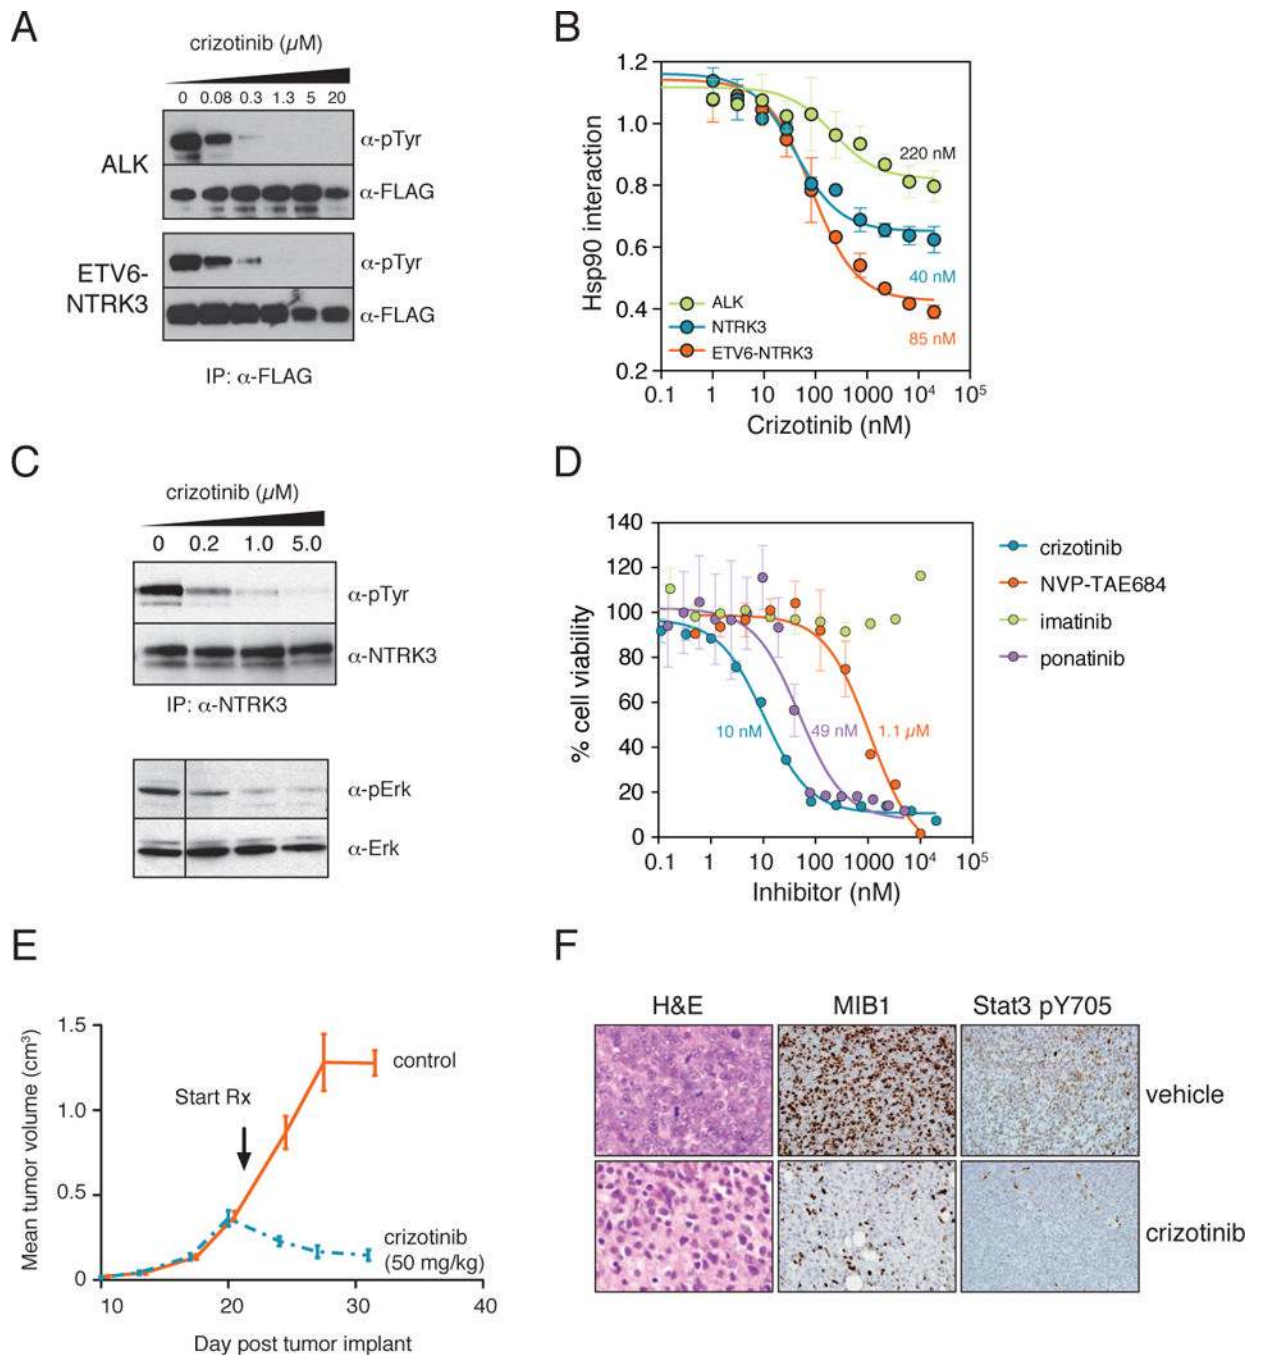 A
crizotinib (µM)
0 0.08 0.3 1.3 5 20
ALK
α-pTyr
α-FLAG
ETV6-
NTRK3
α-pTyr
α-FLAG
IP: α-FLAG
B
1.2
1.0
0.8
0.6
0.4
0.2
Hsp90 interaction
220 nM
40 nM
85 nM
ALK
NTRK3
ETV6-NTRK3
0.1 1 10 100 1000 10⁴ 10⁵
Crizotinib (nM)
C
crizotinib (µM)
0 0.2 1.0 5.0
α-pTyr
α-NTRK3
IP: α-NTRK3
α-pErk
α-Erk
D
140
120
100
80
60
40
20
0
% cell viability
10 nM 49 nM 1.1 µM
0.1 1 10 100 1000 10⁴ 10⁵
Inhibitor (nM)
crizotinib
NVP-TAE684
imatinib
ponatinib
E
1.5
1.0
0.5
0
Mean tumor volume (cm³)
Start Rx
control
crizotinib
(50 mg/kg)
10 20 30 40
Day post tumor implant
F
H&E MIB1 Stat3 pY705
vehicle
crizotinib